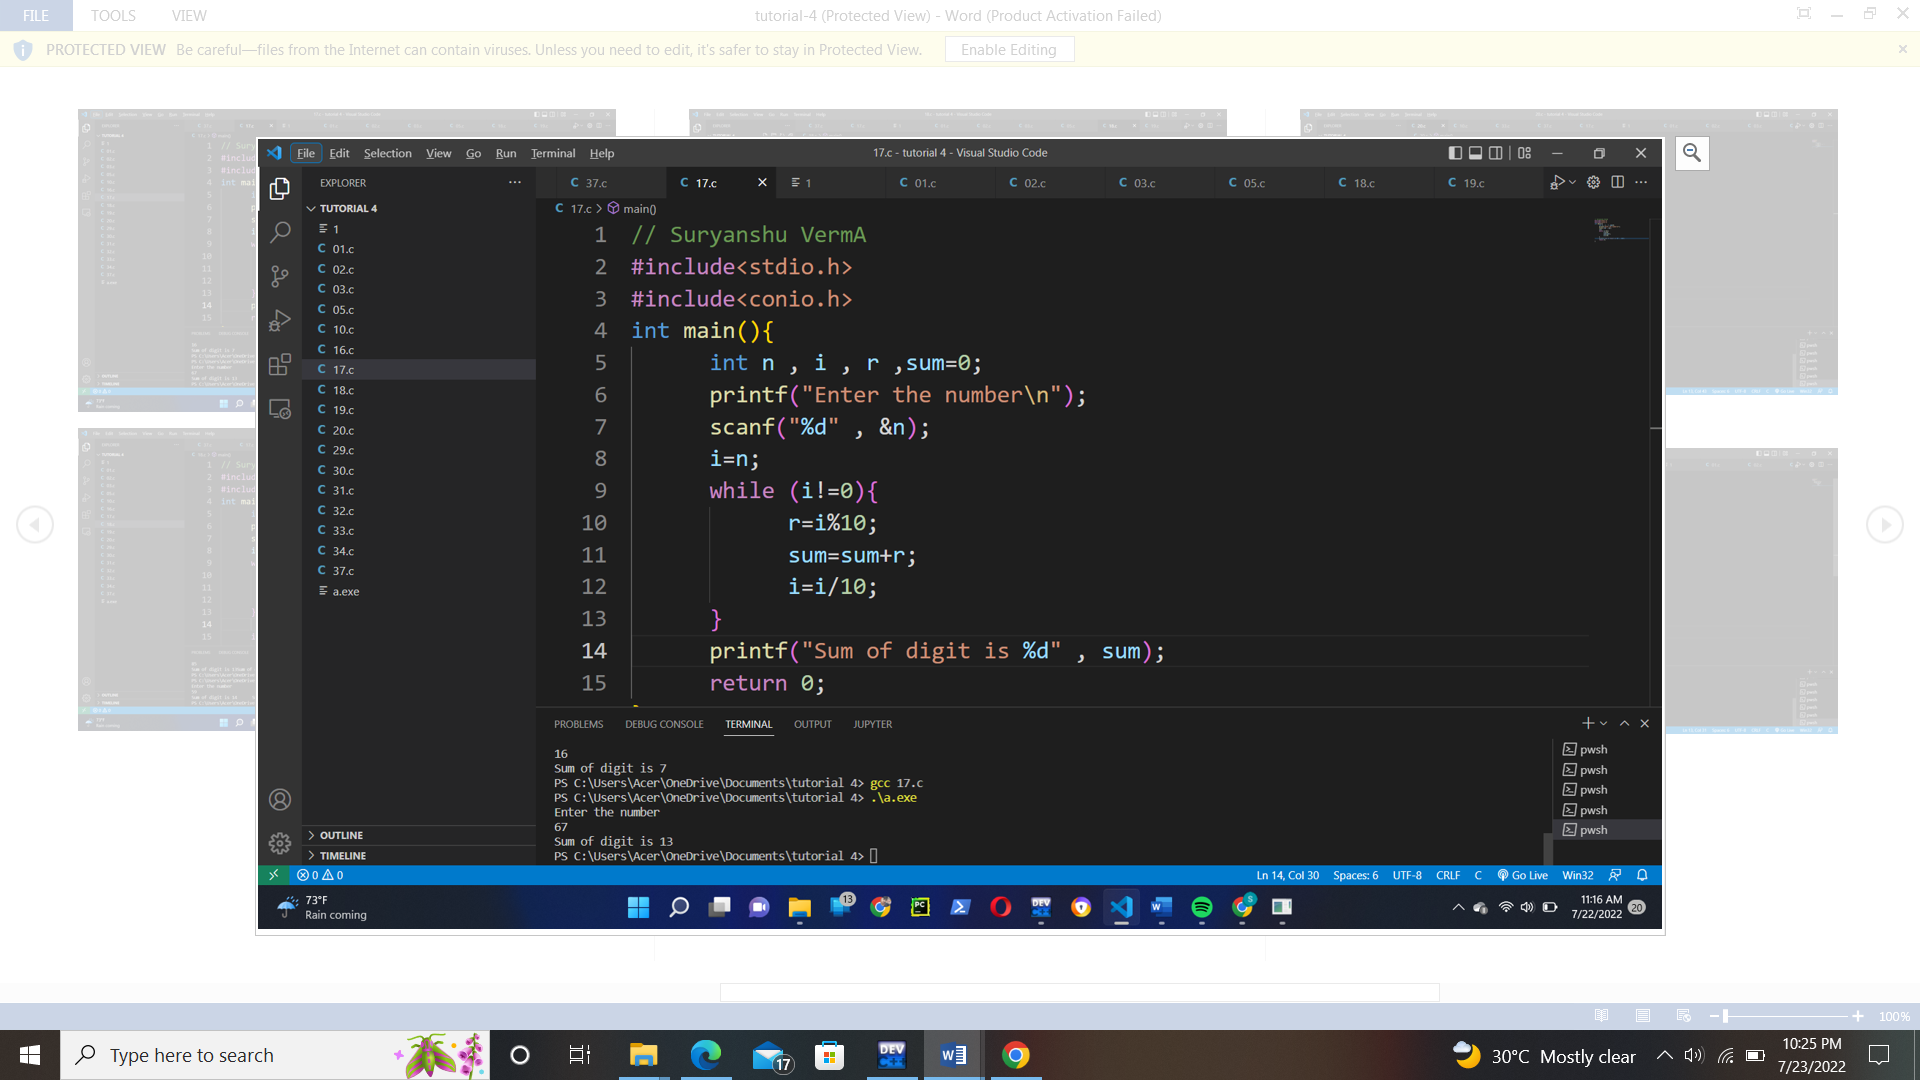 FILE TOOLS VIEW tutorial-4 (Protected View) - Word (Product Activation Failed)
PROTECTED VIEW Be careful—files from the Internet can contain viruses. Unless you need to edit, it's safer to stay in Protected View. Enable Editing
File Edit Selection View Go Run Terminal Help 17.c - tutorial 4 - Visual Studio Code
EXPLORER
TUTORIAL 4
1
C 01.c
C 02.c
C 03.c
C 05.c
C 10.c
C 16.c
C 17.c
C 18.c
C 19.c
C 20.c
C 29.c
C 30.c
C 31.c
C 32.c
C 33.c
C 34.c
C 37.c
a.exe
OUTLINE
TIMELINE
C 37.c C 17.c 1 C 01.c C 02.c C 03.c C 05.c C 18.c C 19.c
C 17.c > main()
1 // Suryanshu VermA
2 #include<stdio.h>
3 #include<conio.h>
4 int main(){
5 int n , i , r ,sum=0;
6 printf("Enter the number\n");
7 scanf("%d" , &n);
8 i=n;
9 while (i!=0){
10 r=i%10;
11 sum=sum+r;
12 i=i/10;
13 }
14 printf("Sum of digit is %d" , sum);
15 return 0;
PROBLEMS DEBUG CONSOLE TERMINAL OUTPUT JUPYTER
16
Sum of digit is 7
PS C:\Users\Acer\OneDrive\Documents\tutorial 4> gcc 17.c
PS C:\Users\Acer\OneDrive\Documents\tutorial 4> .\a.exe
Enter the number
67
Sum of digit is 13
PS C:\Users\Acer\OneDrive\Documents\tutorial 4>
pwsh
pwsh
pwsh
pwsh
pwsh
0 0 Ln 14, Col 30 Spaces: 6 UTF-8 CRLF C Go Live Win32
73°F
Rain coming
13
11:16 AM
7/22/2022 20
100%
Type here to search
17
30°C Mostly clear
10:25 PM
7/23/2022